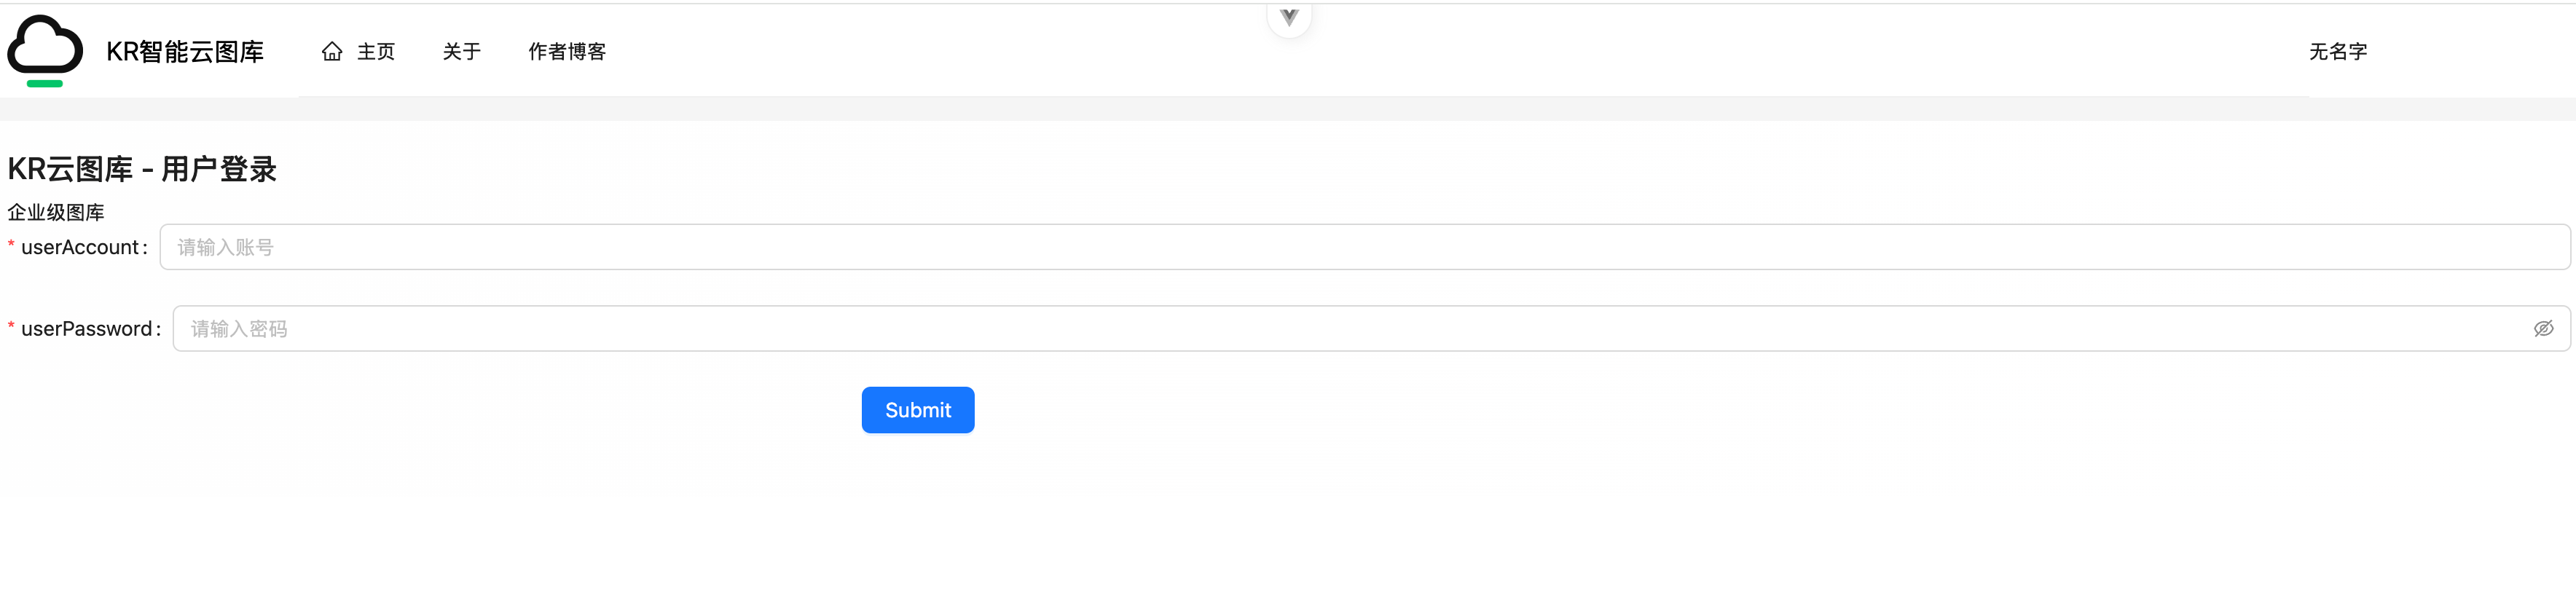 KR智能云图库 主页 关于 作者博客 无名字
KR云图库 - 用户登录
企业级图库
* userAccount: 请输入账号
* userPassword: 请输入密码
Submit